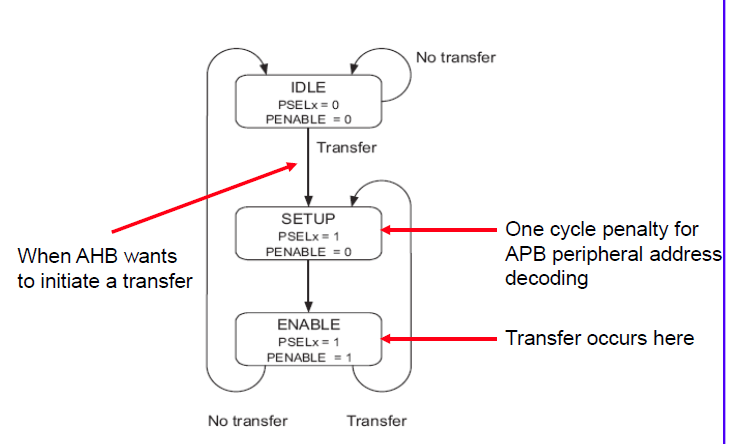 No transfer
IDLE
PSELx = 0
PENABLE = 0
Transfer
SETUP
PSELx = 1
PENABLE = 0
When AHB wants
to initiate a transfer
One cycle penalty for
APB peripheral address
decoding
ENABLE
PSELx = 1
PENABLE = 1
Transfer occurs here
No transfer
Transfer